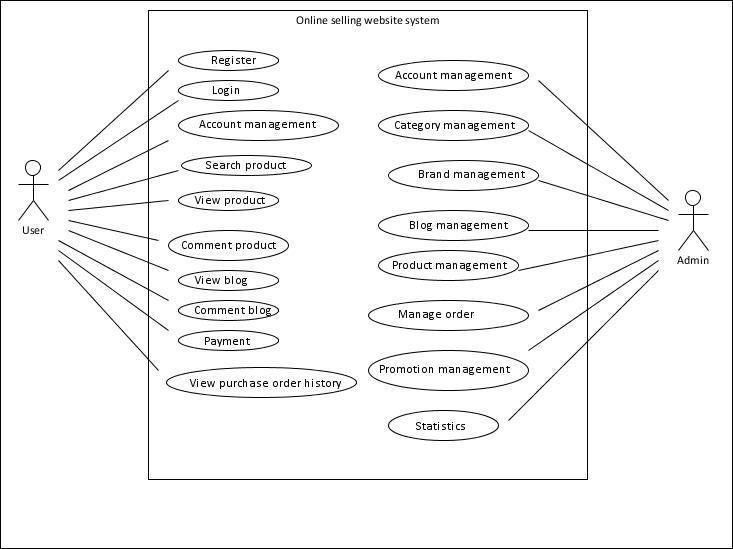 Online selling website system
Register
Login
Account management
Search product
View product
Comment product
View blog
Comment blog
Payment
View purchase order history
Account management
Category management
Brand management
Blog management
Product management
Manage order
Promotion management
Statistics
User
Admin